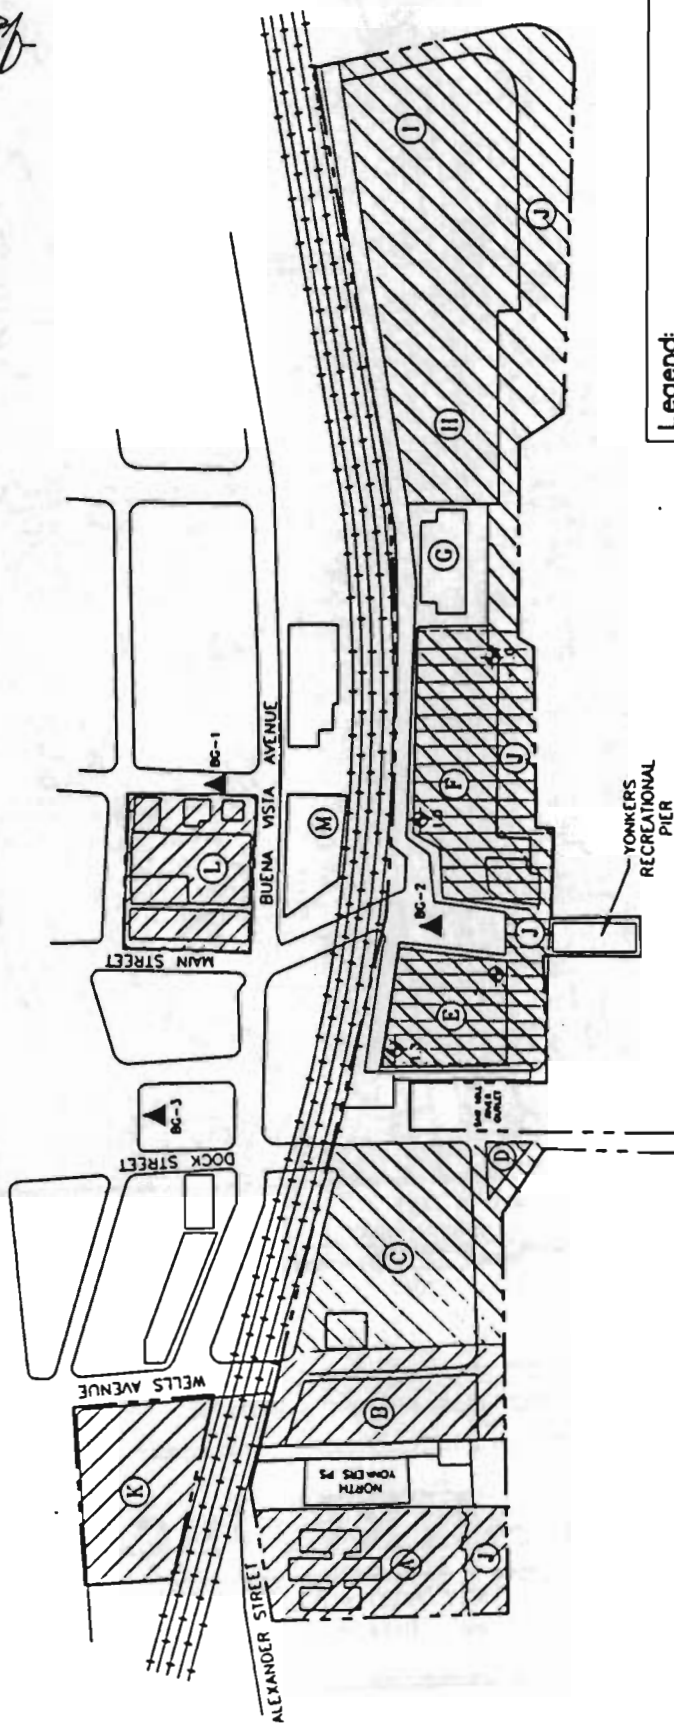 I
J
H
Legend:
G
BG-1
BUENA VISTA AVENUE
F
J
YONKERS
RECREATIONAL
PIER
L
M
BG-2
J
MAIN STREET
E
BG-3
DOCK STREET
D
C
WELLS AVENUE
B
K
NORTH
YONKERS PS
A
J
ALEXANDER STREET